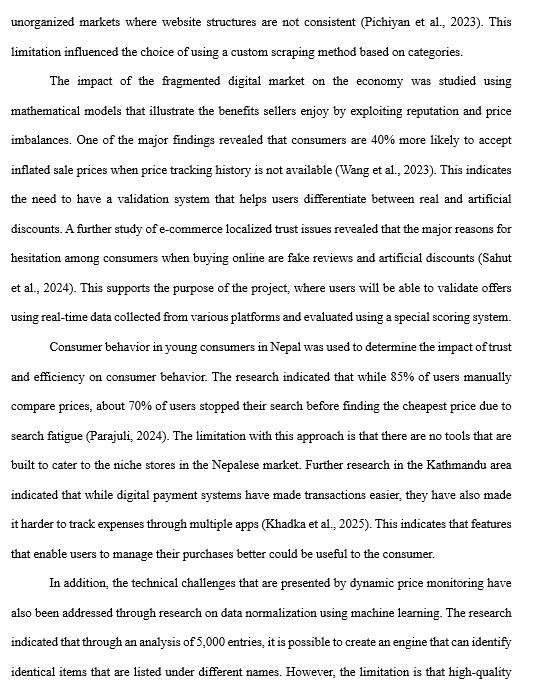 unorganized markets where website structures are not consistent (Pichiyan et al., 2023). This
limitation influenced the choice of using a custom scraping method based on categories.
The impact of the fragmented digital market on the economy was studied using
mathematical models that illustrate the benefits sellers enjoy by exploiting reputation and price
imbalances. One of the major findings revealed that consumers are 40% more likely to accept
inflated sale prices when price tracking history is not available (Wang et al., 2023). This indicates
the need to have a validation system that helps users differentiate between real and artificial
discounts. A further study of e-commerce localized trust issues revealed that the major reasons for
hesitation among consumers when buying online are fake reviews and artificial discounts (Sahut
et al., 2024). This supports the purpose of the project, where users will be able to validate offers
using real-time data collected from various platforms and evaluated using a special scoring system.
Consumer behavior in young consumers in Nepal was used to determine the impact of trust
and efficiency on consumer behavior. The research indicated that while 85% of users manually
compare prices, about 70% of users stopped their search before finding the cheapest price due to
search fatigue (Parajuli, 2024). The limitation with this approach is that there are no tools that are
built to cater to the niche stores in the Nepalese market. Further research in the Kathmandu area
indicated that while digital payment systems have made transactions easier, they have also made
it harder to track expenses through multiple apps (Khadka et al., 2025). This indicates that features
that enable users to manage their purchases better could be useful to the consumer.
In addition, the technical challenges that are presented by dynamic price monitoring have
also been addressed through research on data normalization using machine learning. The research
indicated that through an analysis of 5,000 entries, it is possible to create an engine that can identify
identical items that are listed under different names. However, the limitation is that high-quality